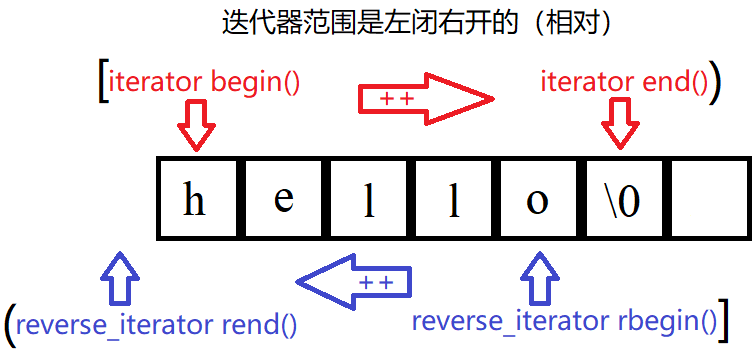 迭代器范围是左闭右开的（相对）
[iterator begin() ++ iterator end())
h e l l o \0
++
(reverse_iterator rend() reverse_iterator rbegin()]